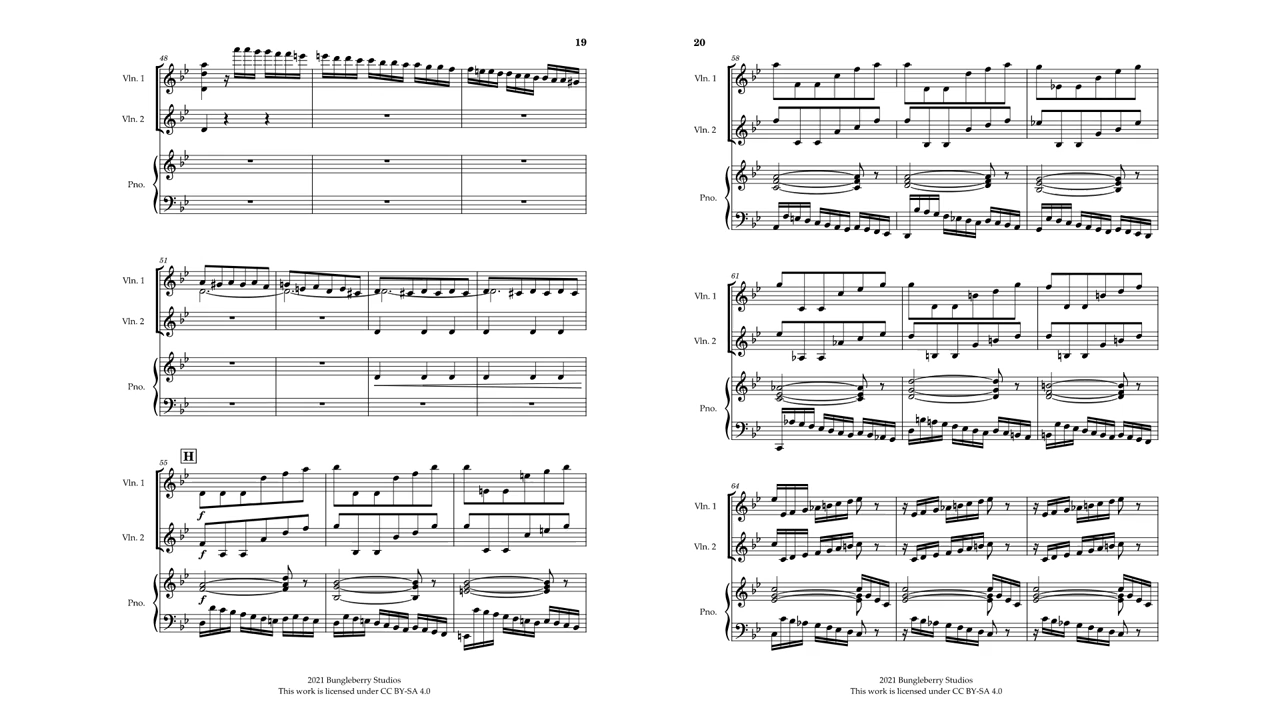 19
48
Vln. 1
Vln. 2
Pno.
51
Vln. 1
Vln. 2
Pno.
H
55
Vln. 1
f
Vln. 2
f
Pno.
f
2021 Bungleberry Studios
This work is licensed under CC BY-SA 4.0
20
58
Vln. 1
Vln. 2
Pno.
61
Vln. 1
Vln. 2
Pno.
64
Vln. 1
Vln. 2
Pno.
2021 Bungleberry Studios
This work is licensed under CC BY-SA 4.0